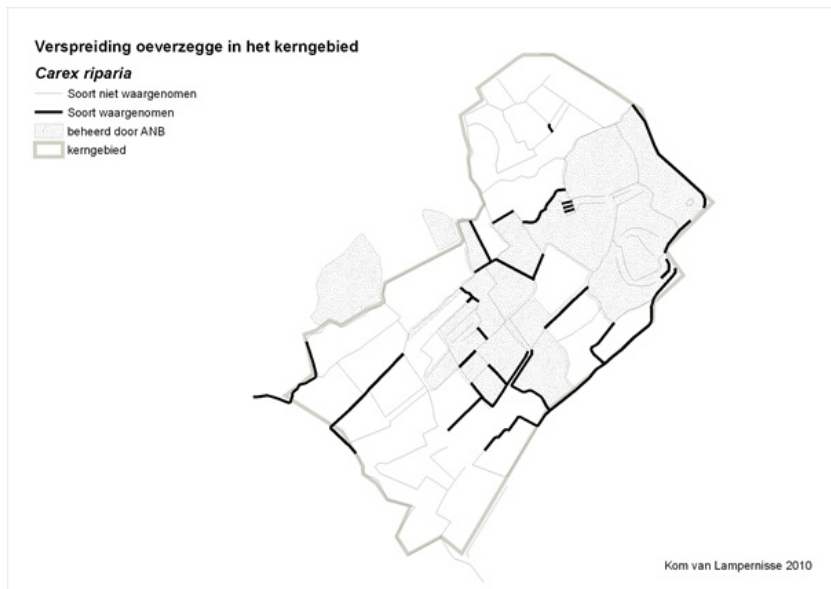 Verspreiding oeverzegge in het kerngebied
Carex riparia
Soort niet waargenomen
Soort waargenomen
beheerd door ANB
kerngebied
Kom van Lampernisse 2010